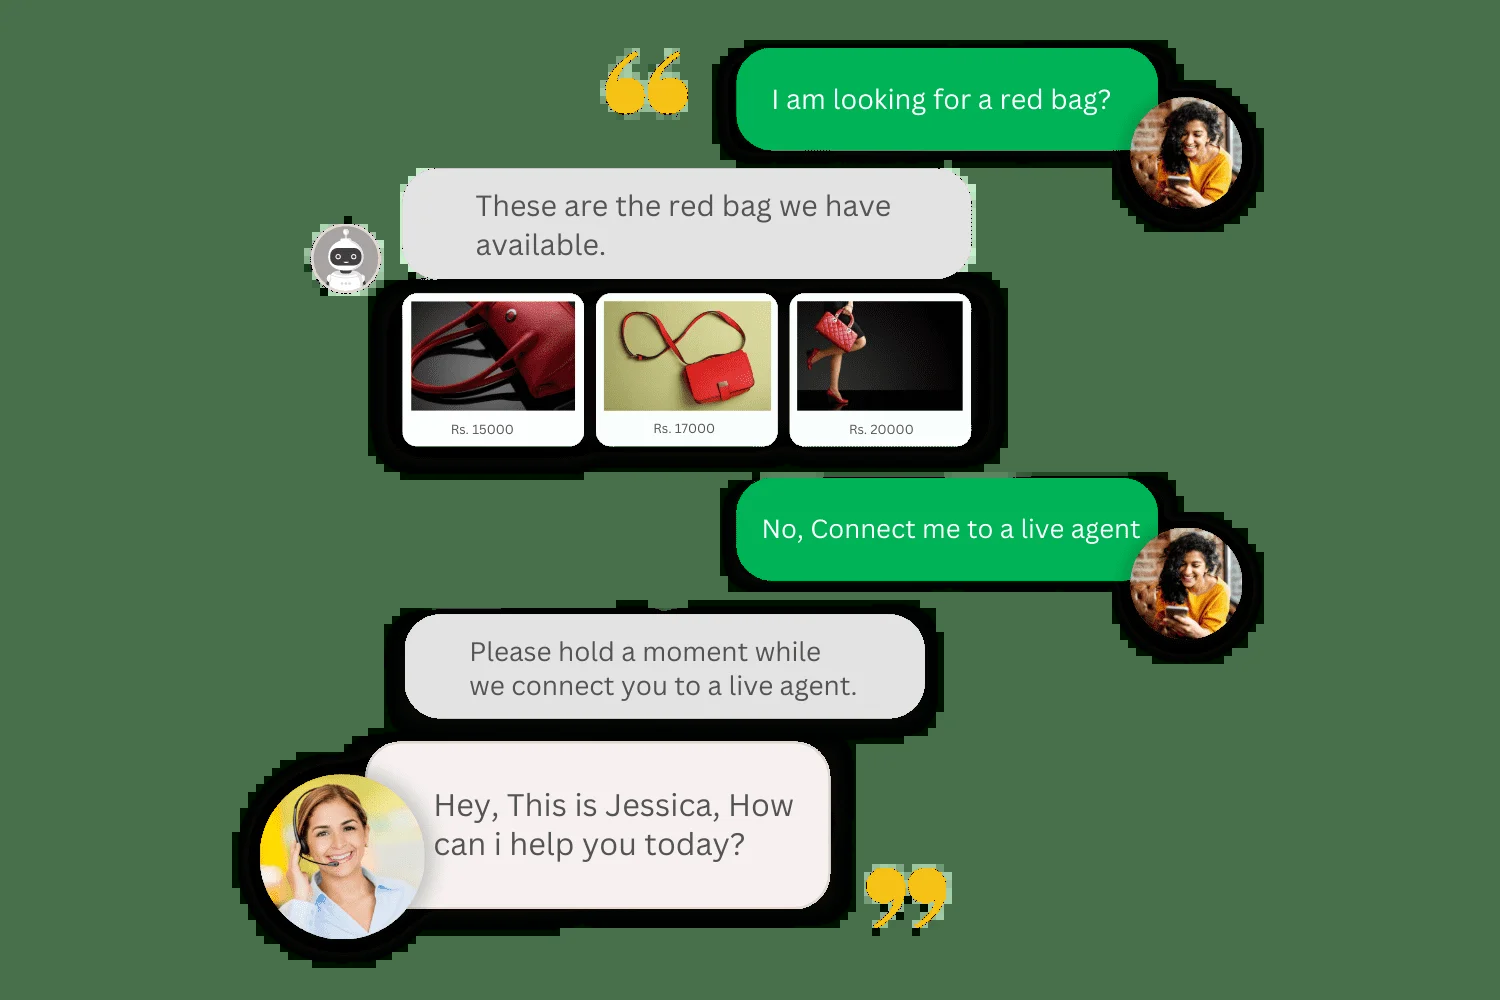 I am looking for a red bag?
These are the red bag we have
available.
Rs. 15000
Rs. 17000
Rs. 20000
No, Connect me to a live agent
Please hold a moment while
we connect you to a live agent.
Hey, This is Jessica, How
can i help you today?